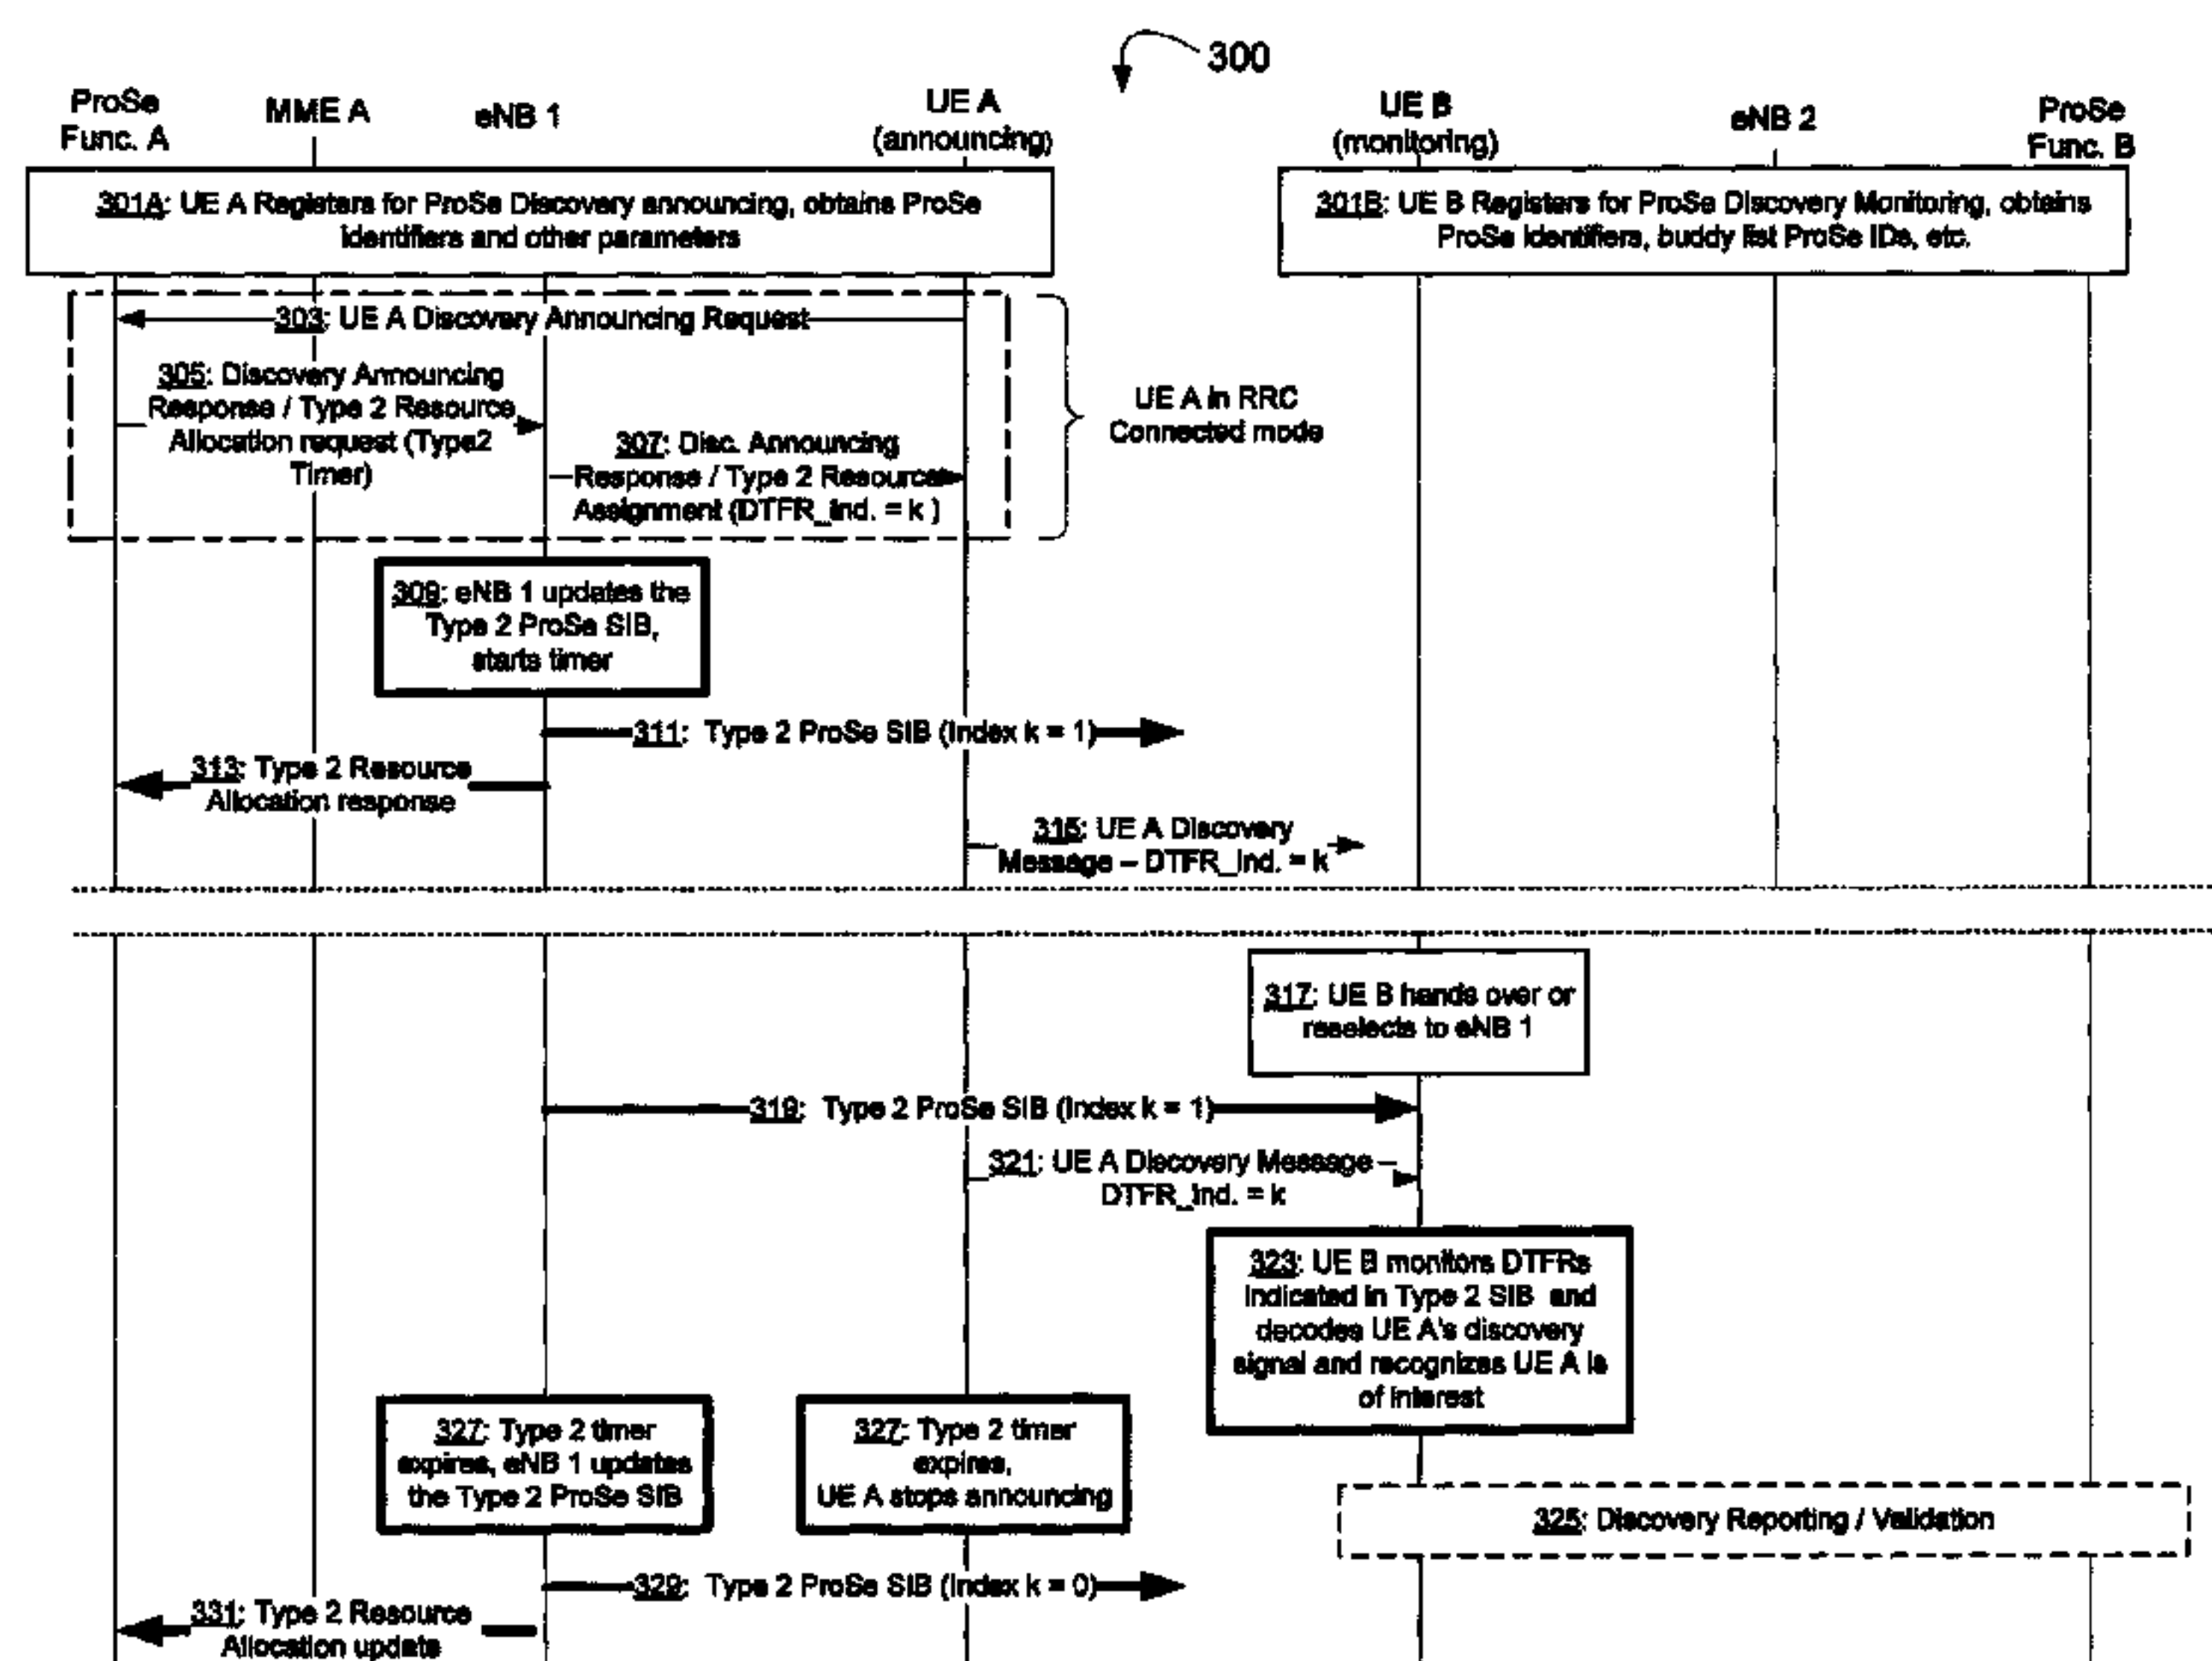 300
ProSe
Func. A
MME A
eNB 1
UE A
(announcing)
UE B
(monitoring)
eNB 2
ProSe
Func. B
301A: UE A Registers for ProSe Discovery announcing, obtains ProSe
identifiers and other parameters
301B: UE B Registers for ProSe Discovery Monitoring, obtains
ProSe identifiers, buddy list ProSe IDs, etc.
303: UE A Discovery Announcing Request
305: Discovery Announcing
Response / Type 2 Resource
Allocation request (Type2
Timer)
307: Disc. Announcing
Response / Type 2 Resource
Assignment (DTFR_ind. = k )
UE A in RRC
Connected mode
309: eNB 1 updates the
Type 2 ProSe SIB,
starts timer
311: Type 2 ProSe SIB (Index k = 1)
313: Type 2 Resource
Allocation response
315: UE A Discovery
Message – DTFR_ind. = k
317: UE B hands over or
reselects to eNB 1
319: Type 2 ProSe SIB (Index k = 1)
321: UE A Discovery Message –
DTFR_ind. = k
323: UE B monitors DTFRs
indicated in Type 2 SIB and
decodes UE A's discovery
signal and recognizes UE A is
of interest
327: Type 2 timer
expires, eNB 1 updates
the Type 2 ProSe SIB
327: Type 2 timer
expires,
UE A stops announcing
325: Discovery Reporting / Validation
329: Type 2 ProSe SIB (Index k = 0)
331: Type 2 Resource
Allocation update